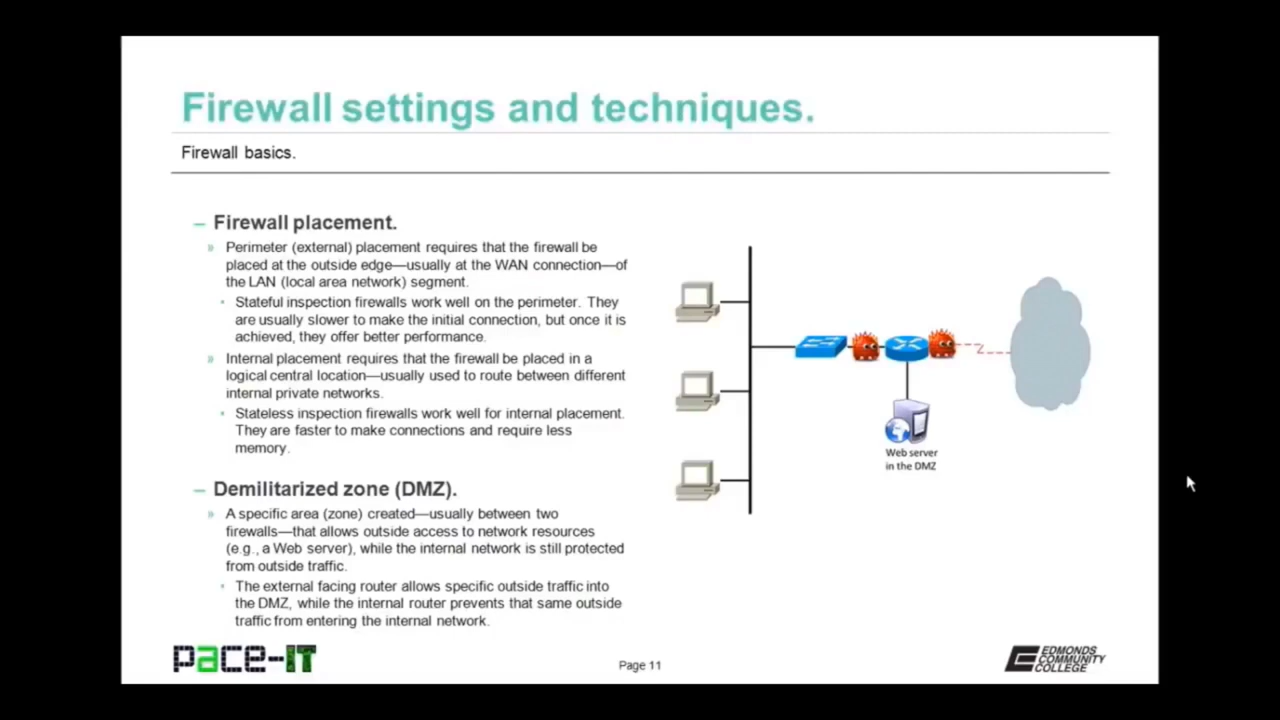 Firewall settings and techniques.
Firewall basics.
– Firewall placement.
» Perimeter (external) placement requires that the firewall be
placed at the outside edge—usually at the WAN connection—of
the LAN (local area network) segment.
• Stateful inspection firewalls work well on the perimeter. They
are usually slower to make the initial connection, but once it is
achieved, they offer better performance.
» Internal placement requires that the firewall be placed in a
logical central location—usually used to route between different
internal private networks.
• Stateless inspection firewalls work well for internal placement.
They are faster to make connections and require less
memory.
– Demilitarized zone (DMZ).
» A specific area (zone) created—usually between two
firewalls—that allows outside access to network resources
(e.g., a Web server), while the internal network is still protected
from outside traffic.
• The external facing router allows specific outside traffic into
the DMZ, while the internal router prevents that same outside
traffic from entering the internal network.
Web server
in the DMZ
pace-IT
Page 11
EDMONDS
COMMUNITY
COLLEGE